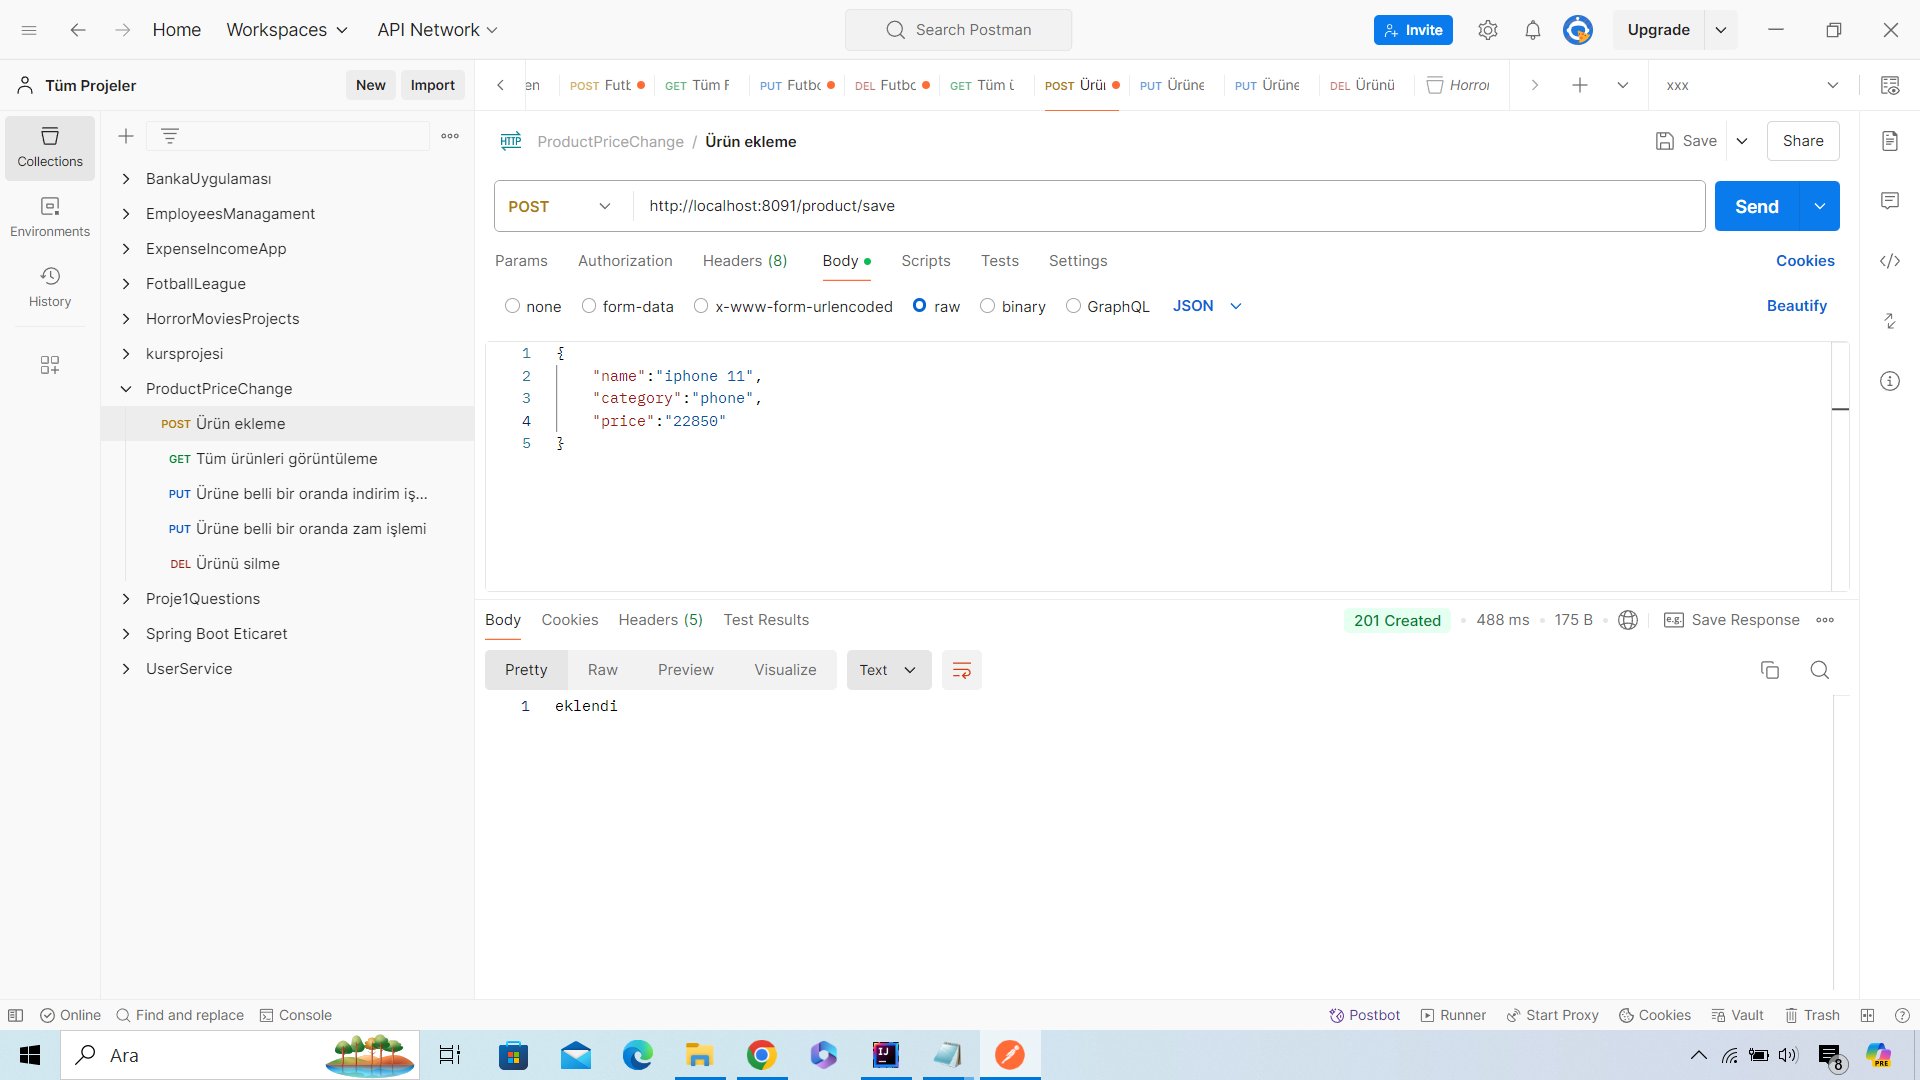 Home Workspaces API Network Search Postman Invite Upgrade
Tüm Projeler New Import
en POST Futb GET Tüm F PUT Futbo DEL Futbo GET Tüm ü POST Ürün PUT Ürüne PUT Ürüne DEL Ürünü Horror xxx
Collections
Environments
History
BankaUygulaması
EmployeesManagament
ExpenseIncomeApp
FotballLeague
HorrorMoviesProjects
kursprojesi
ProductPriceChange
POST Ürün ekleme
GET Tüm ürünleri görüntüleme
PUT Ürüne belli bir oranda indirim iş...
PUT Ürüne belli bir oranda zam işlemi
DEL Ürünü silme
Proje1Questions
Spring Boot Eticaret
UserService
HTTP ProductPriceChange / Ürün ekleme Save Share
POST http://localhost:8091/product/save Send
Params Authorization Headers (8) Body Scripts Tests Settings Cookies
none form-data x-www-form-urlencoded raw binary GraphQL JSON Beautify
1 {
2 "name":"iphone 11",
3 "category":"phone",
4 "price":"22850"
5 }
Body Cookies Headers (5) Test Results 201 Created 488 ms 175 B e.g. Save Response
Pretty Raw Preview Visualize Text
1 eklendi
Online Find and replace Console Postbot Runner Start Proxy Cookies Vault Trash
Ara IJ 8 PRE